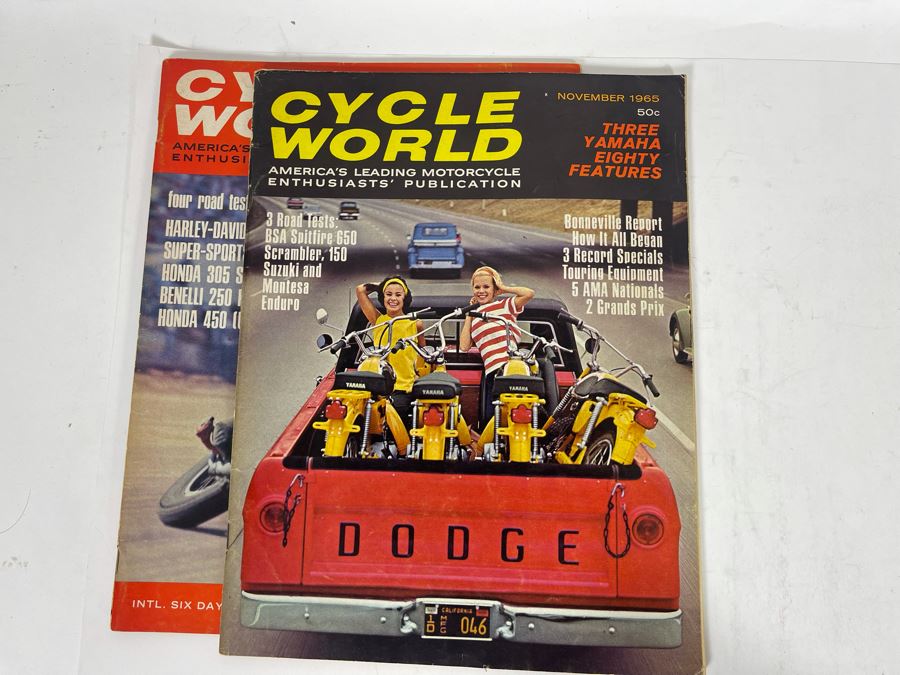 CYCLE
WORLD
AMERICA'S LEADING MOTORCYCLE
ENTHUSIASTS' PUBLICATION
NOVEMBER 1965
50c
THREE
YAMAHA
EIGHTY
FEATURES
3 Road Tests:
BSA Spitfire 650
Scrambler, 150
Suzuki and
Montesa
Enduro
Bonneville Report
How It All Began
3 Record Specials
Touring Equipment
5 AMA Nationals
2 Grands Prix
YAMAHA
YAMAHA
YAMAHA
DODGE
CALIFORNIA
10 MFG 046
CY
WO
AMERICA'S
ENTHUSI
four road tes
HARLEY-DAVID
SUPER-SPORT
HONDA 305 S
BENELLI 250
HONDA 450
INTL. SIX DAY